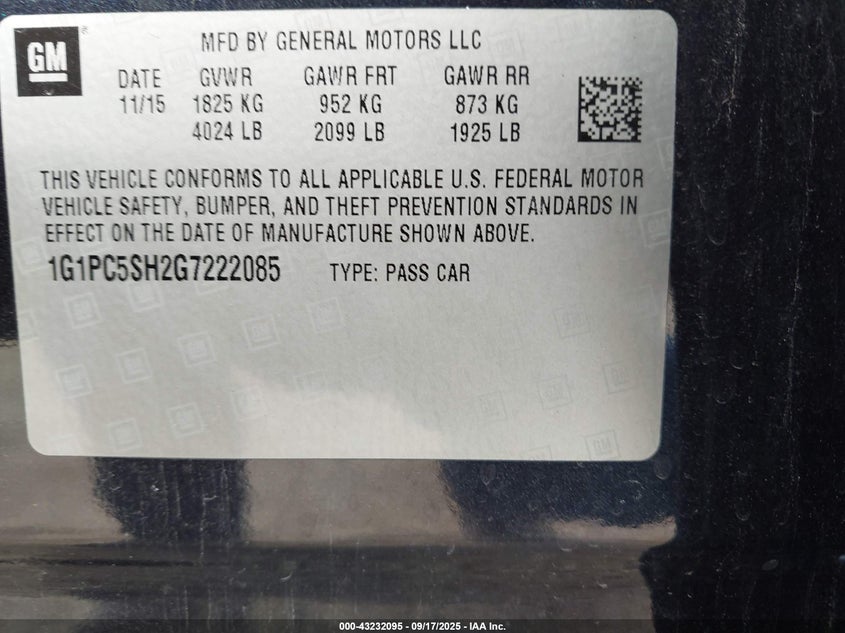 GM
MFD BY GENERAL MOTORS LLC
DATE GVWR GAWR FRT GAWR RR
11/15 1825 KG 952 KG 873 KG
4024 LB 2099 LB 1925 LB
THIS VEHICLE CONFORMS TO ALL APPLICABLE U.S. FEDERAL MOTOR
VEHICLE SAFETY, BUMPER, AND THEFT PREVENTION STANDARDS IN
EFFECT ON THE DATE OF MANUFACTURE SHOWN ABOVE.
1G1PC5SH2G7222085 TYPE: PASS CAR
000-43232095 - 09/17/2025 - IAA Inc.